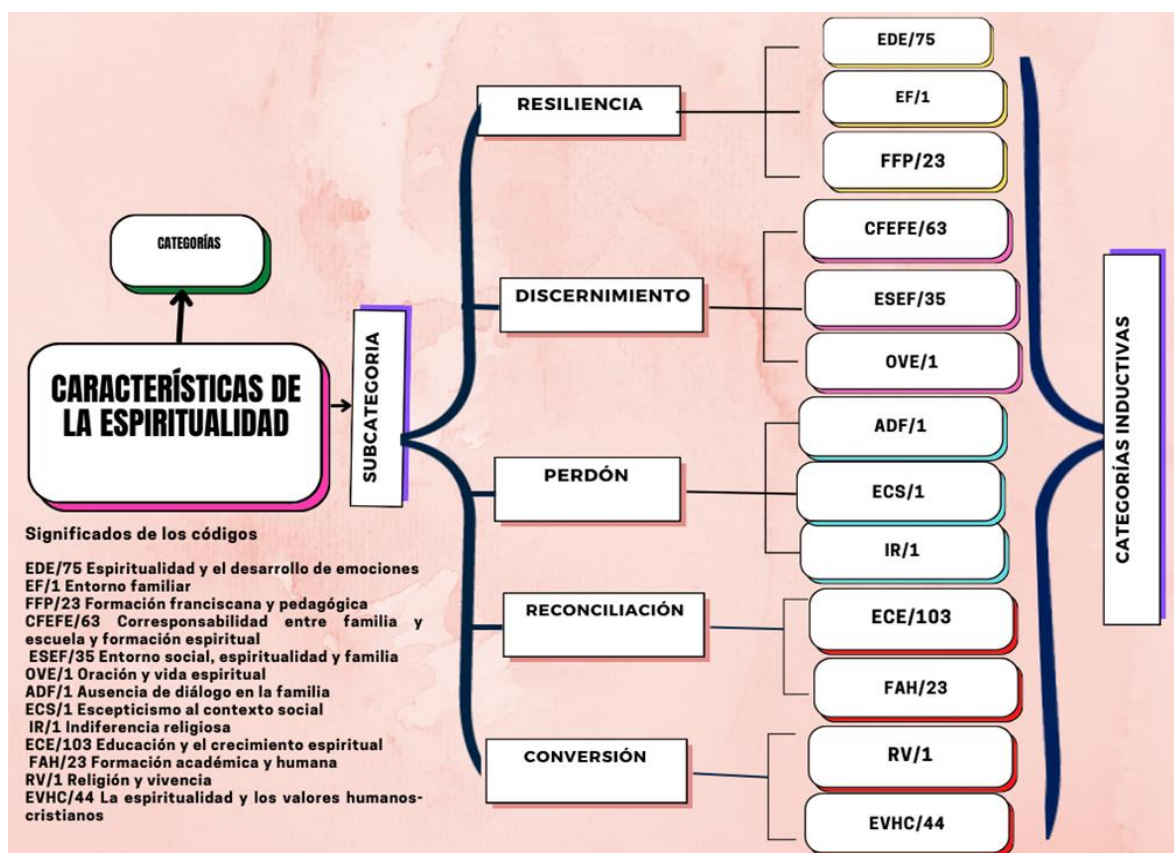 CATEGORÍAS
CARACTERÍSTICAS DE
LA ESPIRITUALIDAD
SUBCATEGORIA
RESILIENCIA
EDE/75
EF/1
FFP/23
DISCERNIMIENTO
CFEFE/63
ESEF/35
OVE/1
PERDÓN
ADF/1
ECS/1
IR/1
RECONCILIACIÓN
ECE/103
FAH/23
CONVERSIÓN
RV/1
EVHC/44
CATEGORÍAS INDUCTIVAS
Significados de los códigos
EDE/75 Espiritualidad y el desarrollo de emociones
EF/1 Entorno familiar
FFP/23 Formación franciscana y pedagógica
CFEFE/63 Corresponsabilidad entre familia y
escuela y formación espiritual
ESEF/35 Entorno social, espiritualidad y familia
OVE/1 Oración y vida espiritual
ADF/1 Ausencia de diálogo en la familia
ECS/1 Escepticismo al contexto social
IR/1 Indiferencia religiosa
ECE/103 Educación y el crecimiento espiritual
FAH/23 Formación académica y humana
RV/1 Religión y vivencia
EVHC/44 La espiritualidad y los valores humanos-
cristianos